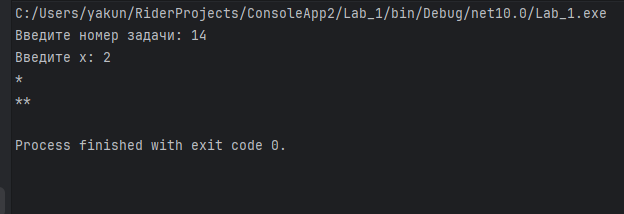 C:/Users/yakun/RiderProjects/ConsoleApp2/Lab_1/bin/Debug/net10.0/Lab_1.exe
Введите номер задачи: 14
Введите x: 2
*
**
Process finished with exit code 0.